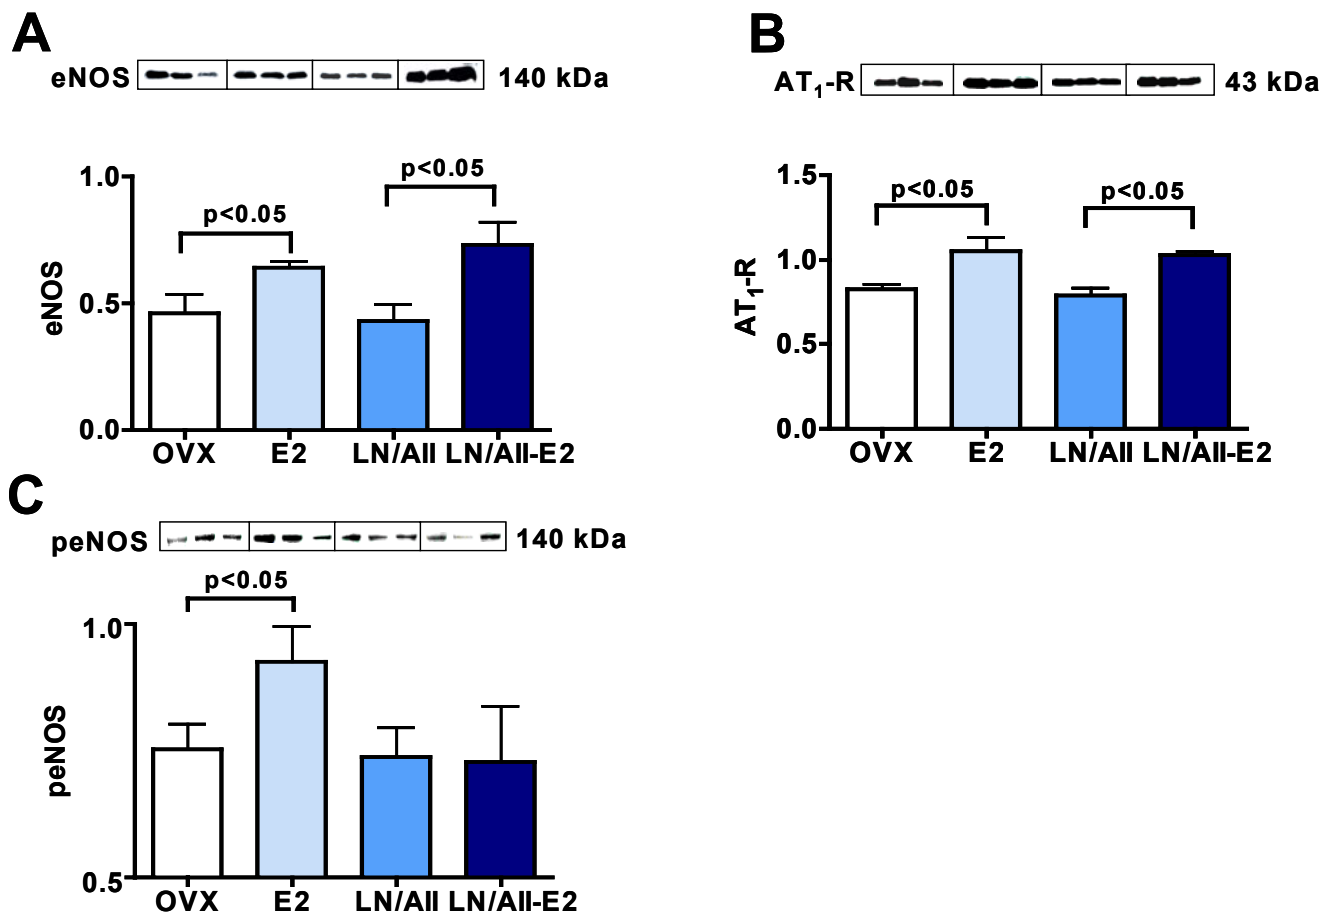 A
eNOS 140 kDa
p<0.05
p<0.05
1.0
0.5
0.0
eNOS
OVX E2 LN/AII LN/AII-E2
B
AT1-R 43 kDa
p<0.05
p<0.05
1.5
1.0
0.5
0.0
AT1-R
OVX E2 LN/AII LN/AII-E2
C
peNOS 140 kDa
p<0.05
1.0
0.5
peNOS
OVX E2 LN/AII LN/AII-E2